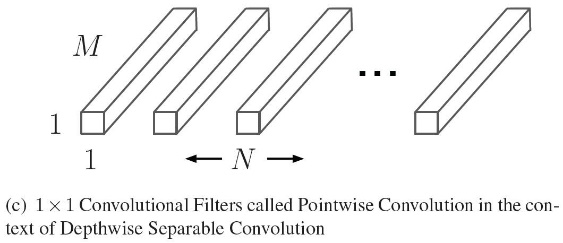 M
...
1
1
← N →
(c) 1 × 1 Convolutional Filters called Pointwise Convolution in the con-
text of Depthwise Separable Convolution